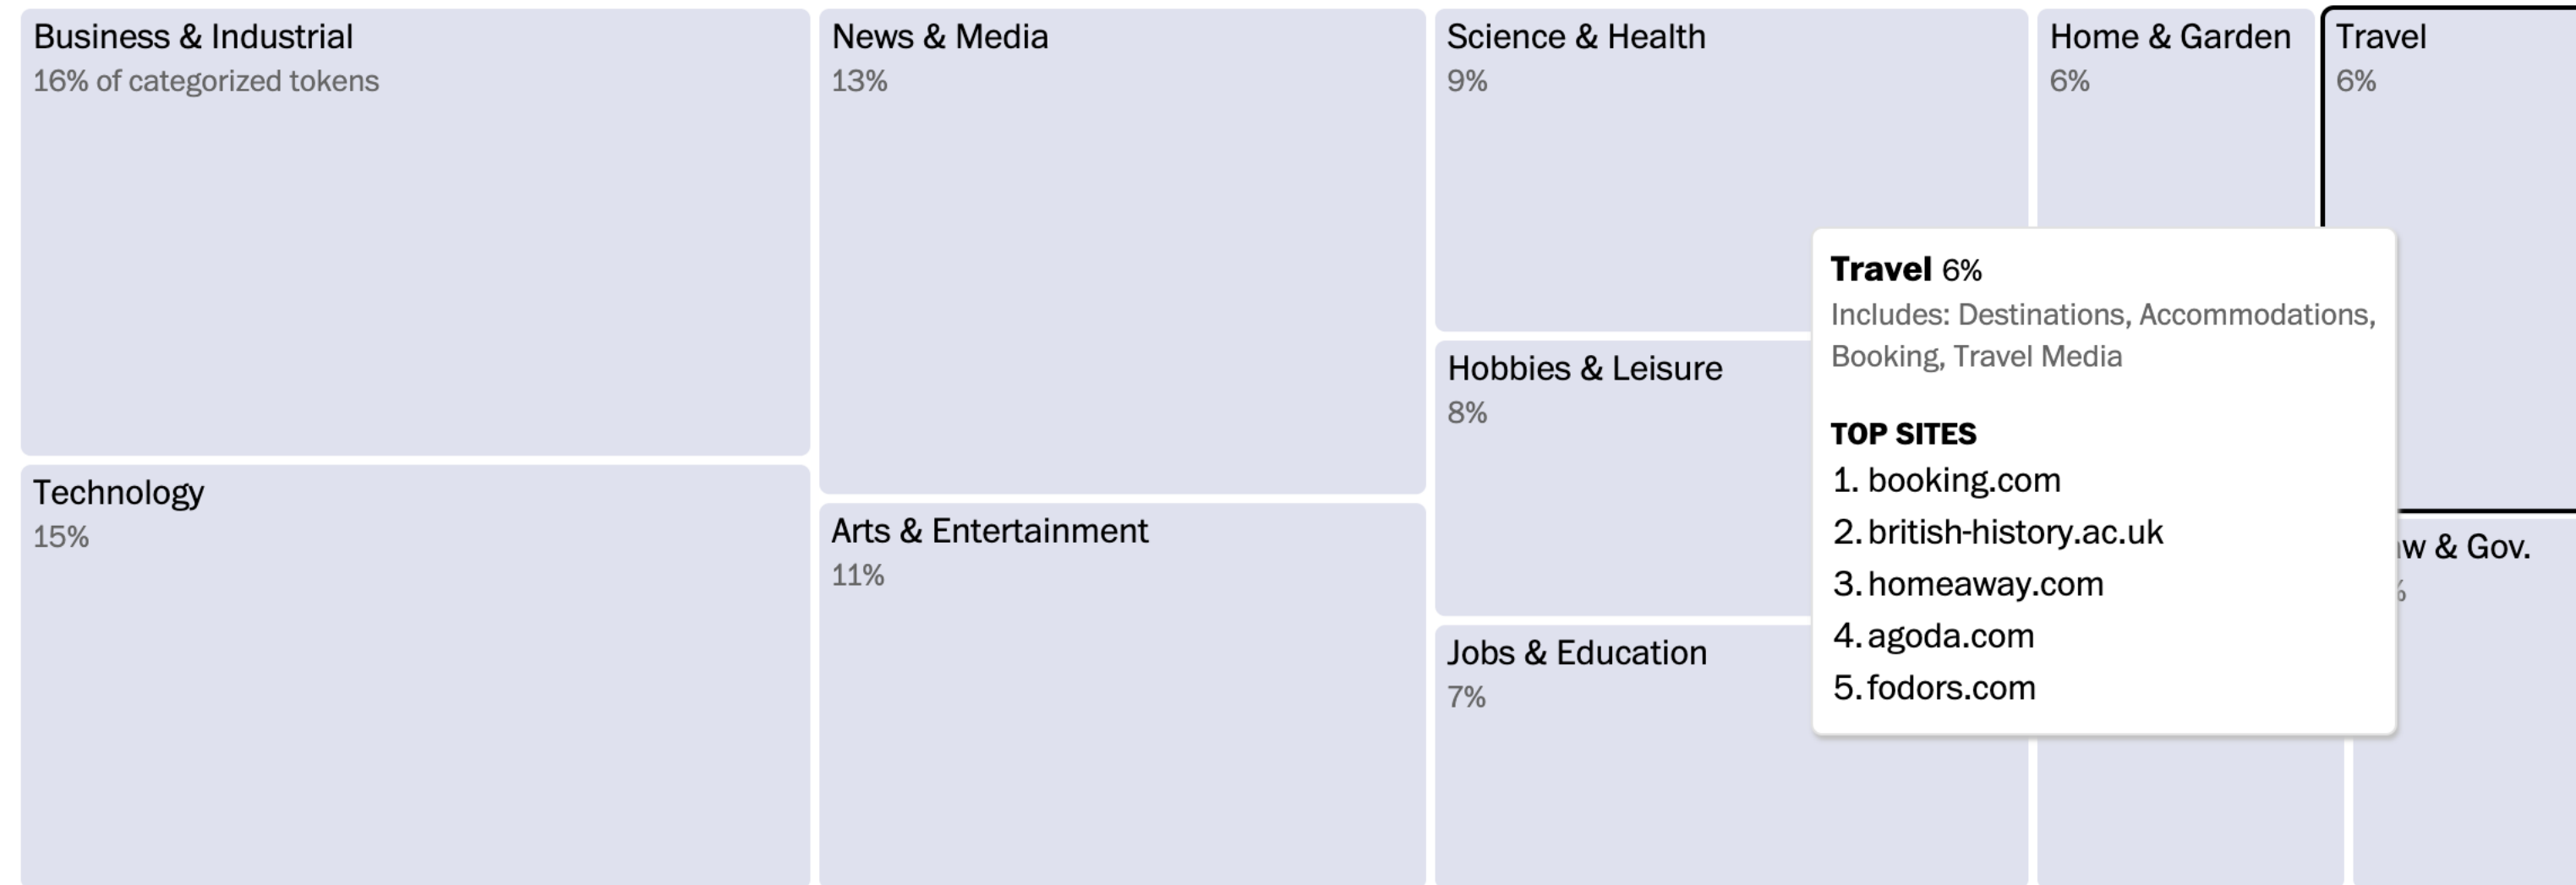 Business & Industrial
16% of categorized tokens
News & Media
13%
Science & Health
9%
Home & Garden
6%
Travel
6%
Travel 6%
Includes: Destinations, Accommodations,
Booking, Travel Media
TOP SITES
1. booking.com
2. british-history.ac.uk
3. homeaway.com
4. agoda.com
5. fodors.com
Hobbies & Leisure
8%
Technology
15%
Arts & Entertainment
11%
& Gov.
Jobs & Education
7%